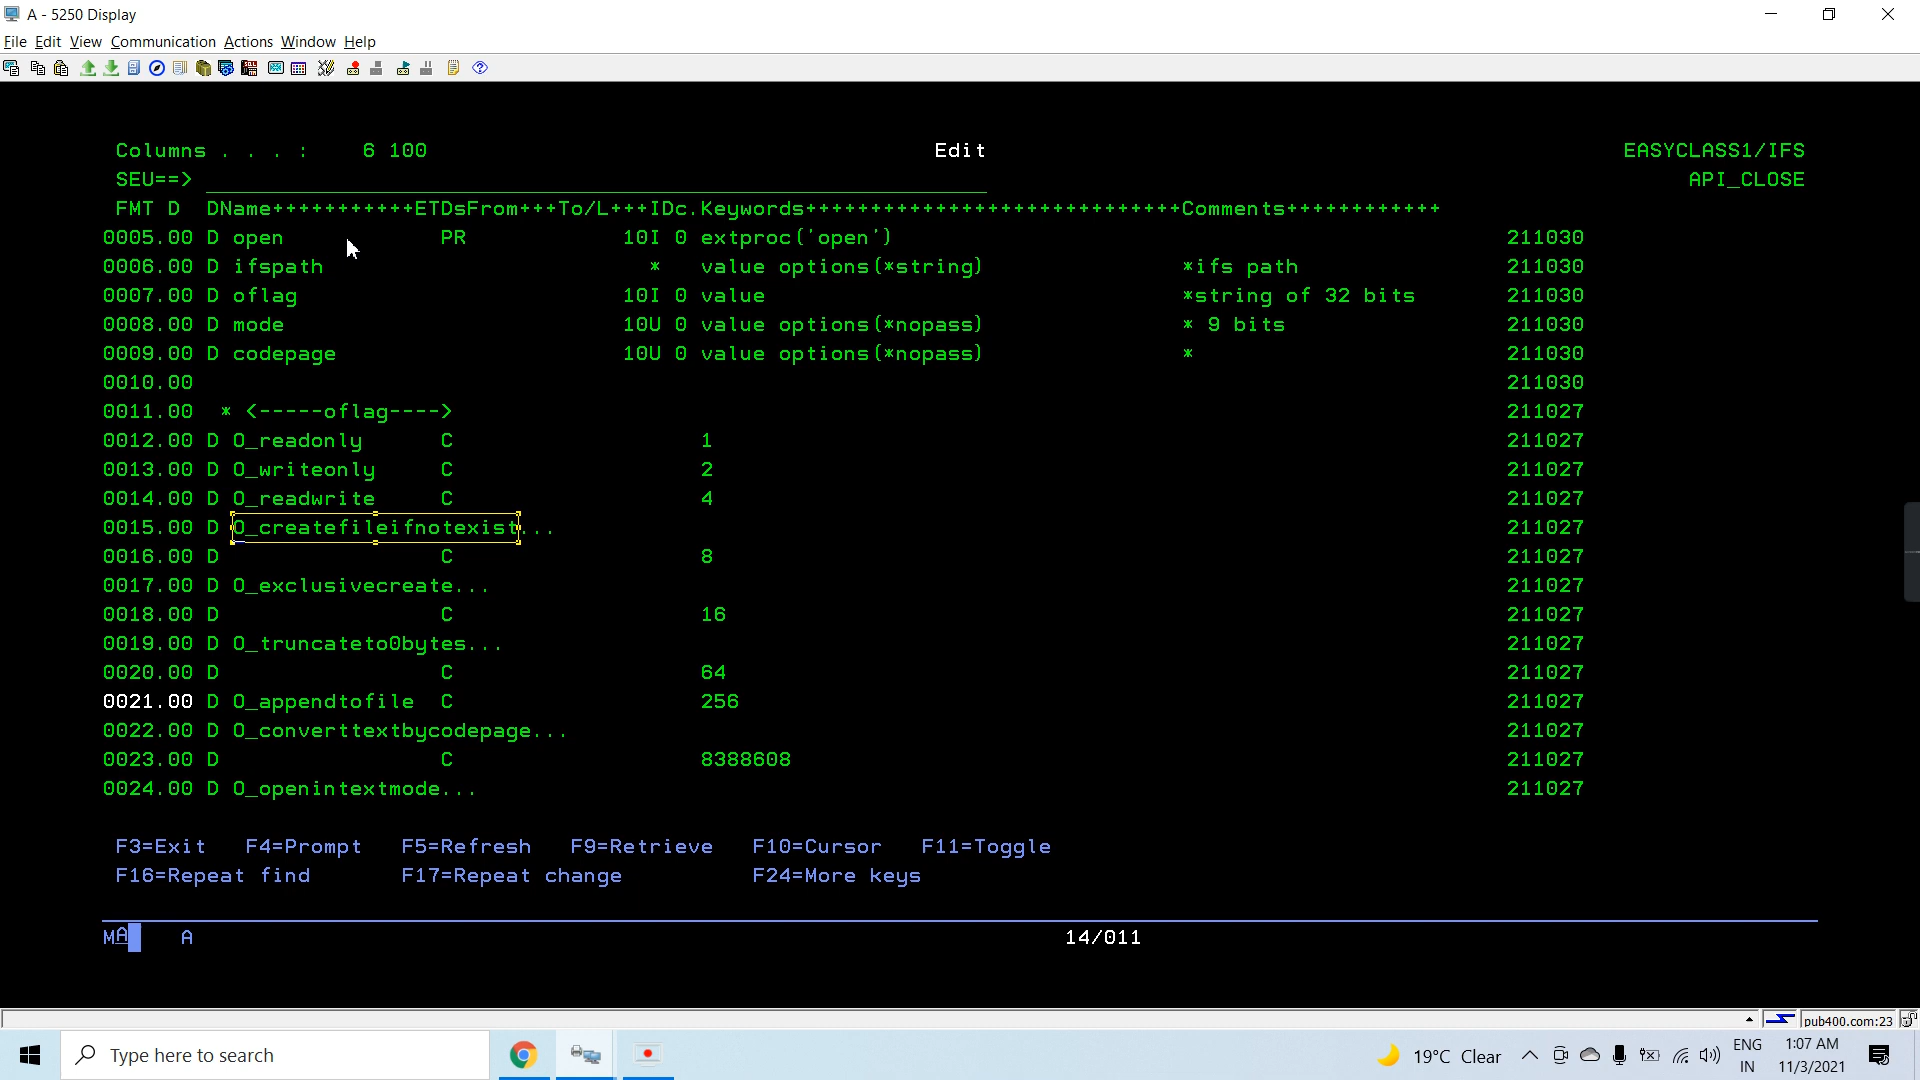 A - 5250 Display
File Edit View Communication Actions Window Help
Columns . . . :    6 100    Edit    EASYCLASS1/IFS
SEU==>    API_CLOSE
FMT D  DName+++++++++++ETDsFrom+++To/L+++IDc.Keywords+++++++++++++++++++++++++++++Comments++++++++++++
0005.00 D open            PR            10I 0 extproc('open')    211030
0006.00 D ifspath                         *   value options(*string)    *ifs path    211030
0007.00 D oflag                         10I 0 value    *string of 32 bits    211030
0008.00 D mode                          10U 0 value options(*nopass)    * 9 bits    211030
0009.00 D codepage                      10U 0 value options(*nopass)    *    211030
0010.00    211030
0011.00  * <-----oflag---->    211027
0012.00 D O_readonly      C                   1    211027
0013.00 D O_writeonly     C                   2    211027
0014.00 D O_readwrite     C                   4    211027
0015.00 D O_createfileifnotexist...    211027
0016.00 D                 C                   8    211027
0017.00 D O_exclusivecreate...    211027
0018.00 D                 C                   16    211027
0019.00 D O_truncateto0bytes...    211027
0020.00 D                 C                   64    211027
0021.00 D O_appendtofile  C                   256    211027
0022.00 D O_converttextbycodepage...    211027
0023.00 D                 C                   8388608    211027
0024.00 D O_openintextmode...    211027
F3=Exit   F4=Prompt   F5=Refresh   F9=Retrieve   F10=Cursor   F11=Toggle
F16=Repeat find       F17=Repeat change          F24=More keys
MA    A    14/011
pub400.com:23
Type here to search    19°C Clear    ENG IN    1:07 AM 11/3/2021